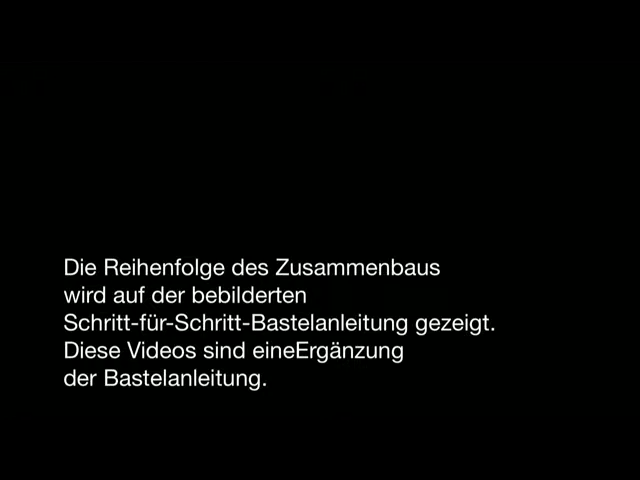 Die Reihenfolge des Zusammenbaus
wird auf der bebilderten
Schritt-für-Schritt-Bastelanleitung gezeigt.
Diese Videos sind eineErgänzung
der Bastelanleitung.